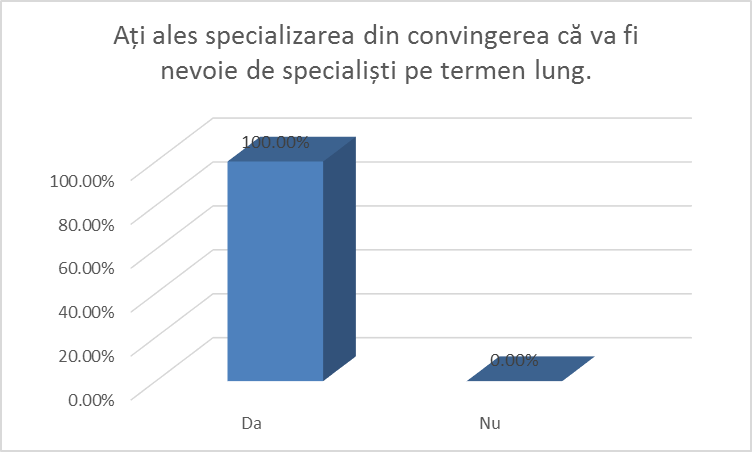 Ați ales specializarea din convingerea că va fi
nevoie de specialiști pe termen lung.
100.00%
0.00%
100.00%
80.00%
60.00%
40.00%
20.00%
0.00%
Da
Nu